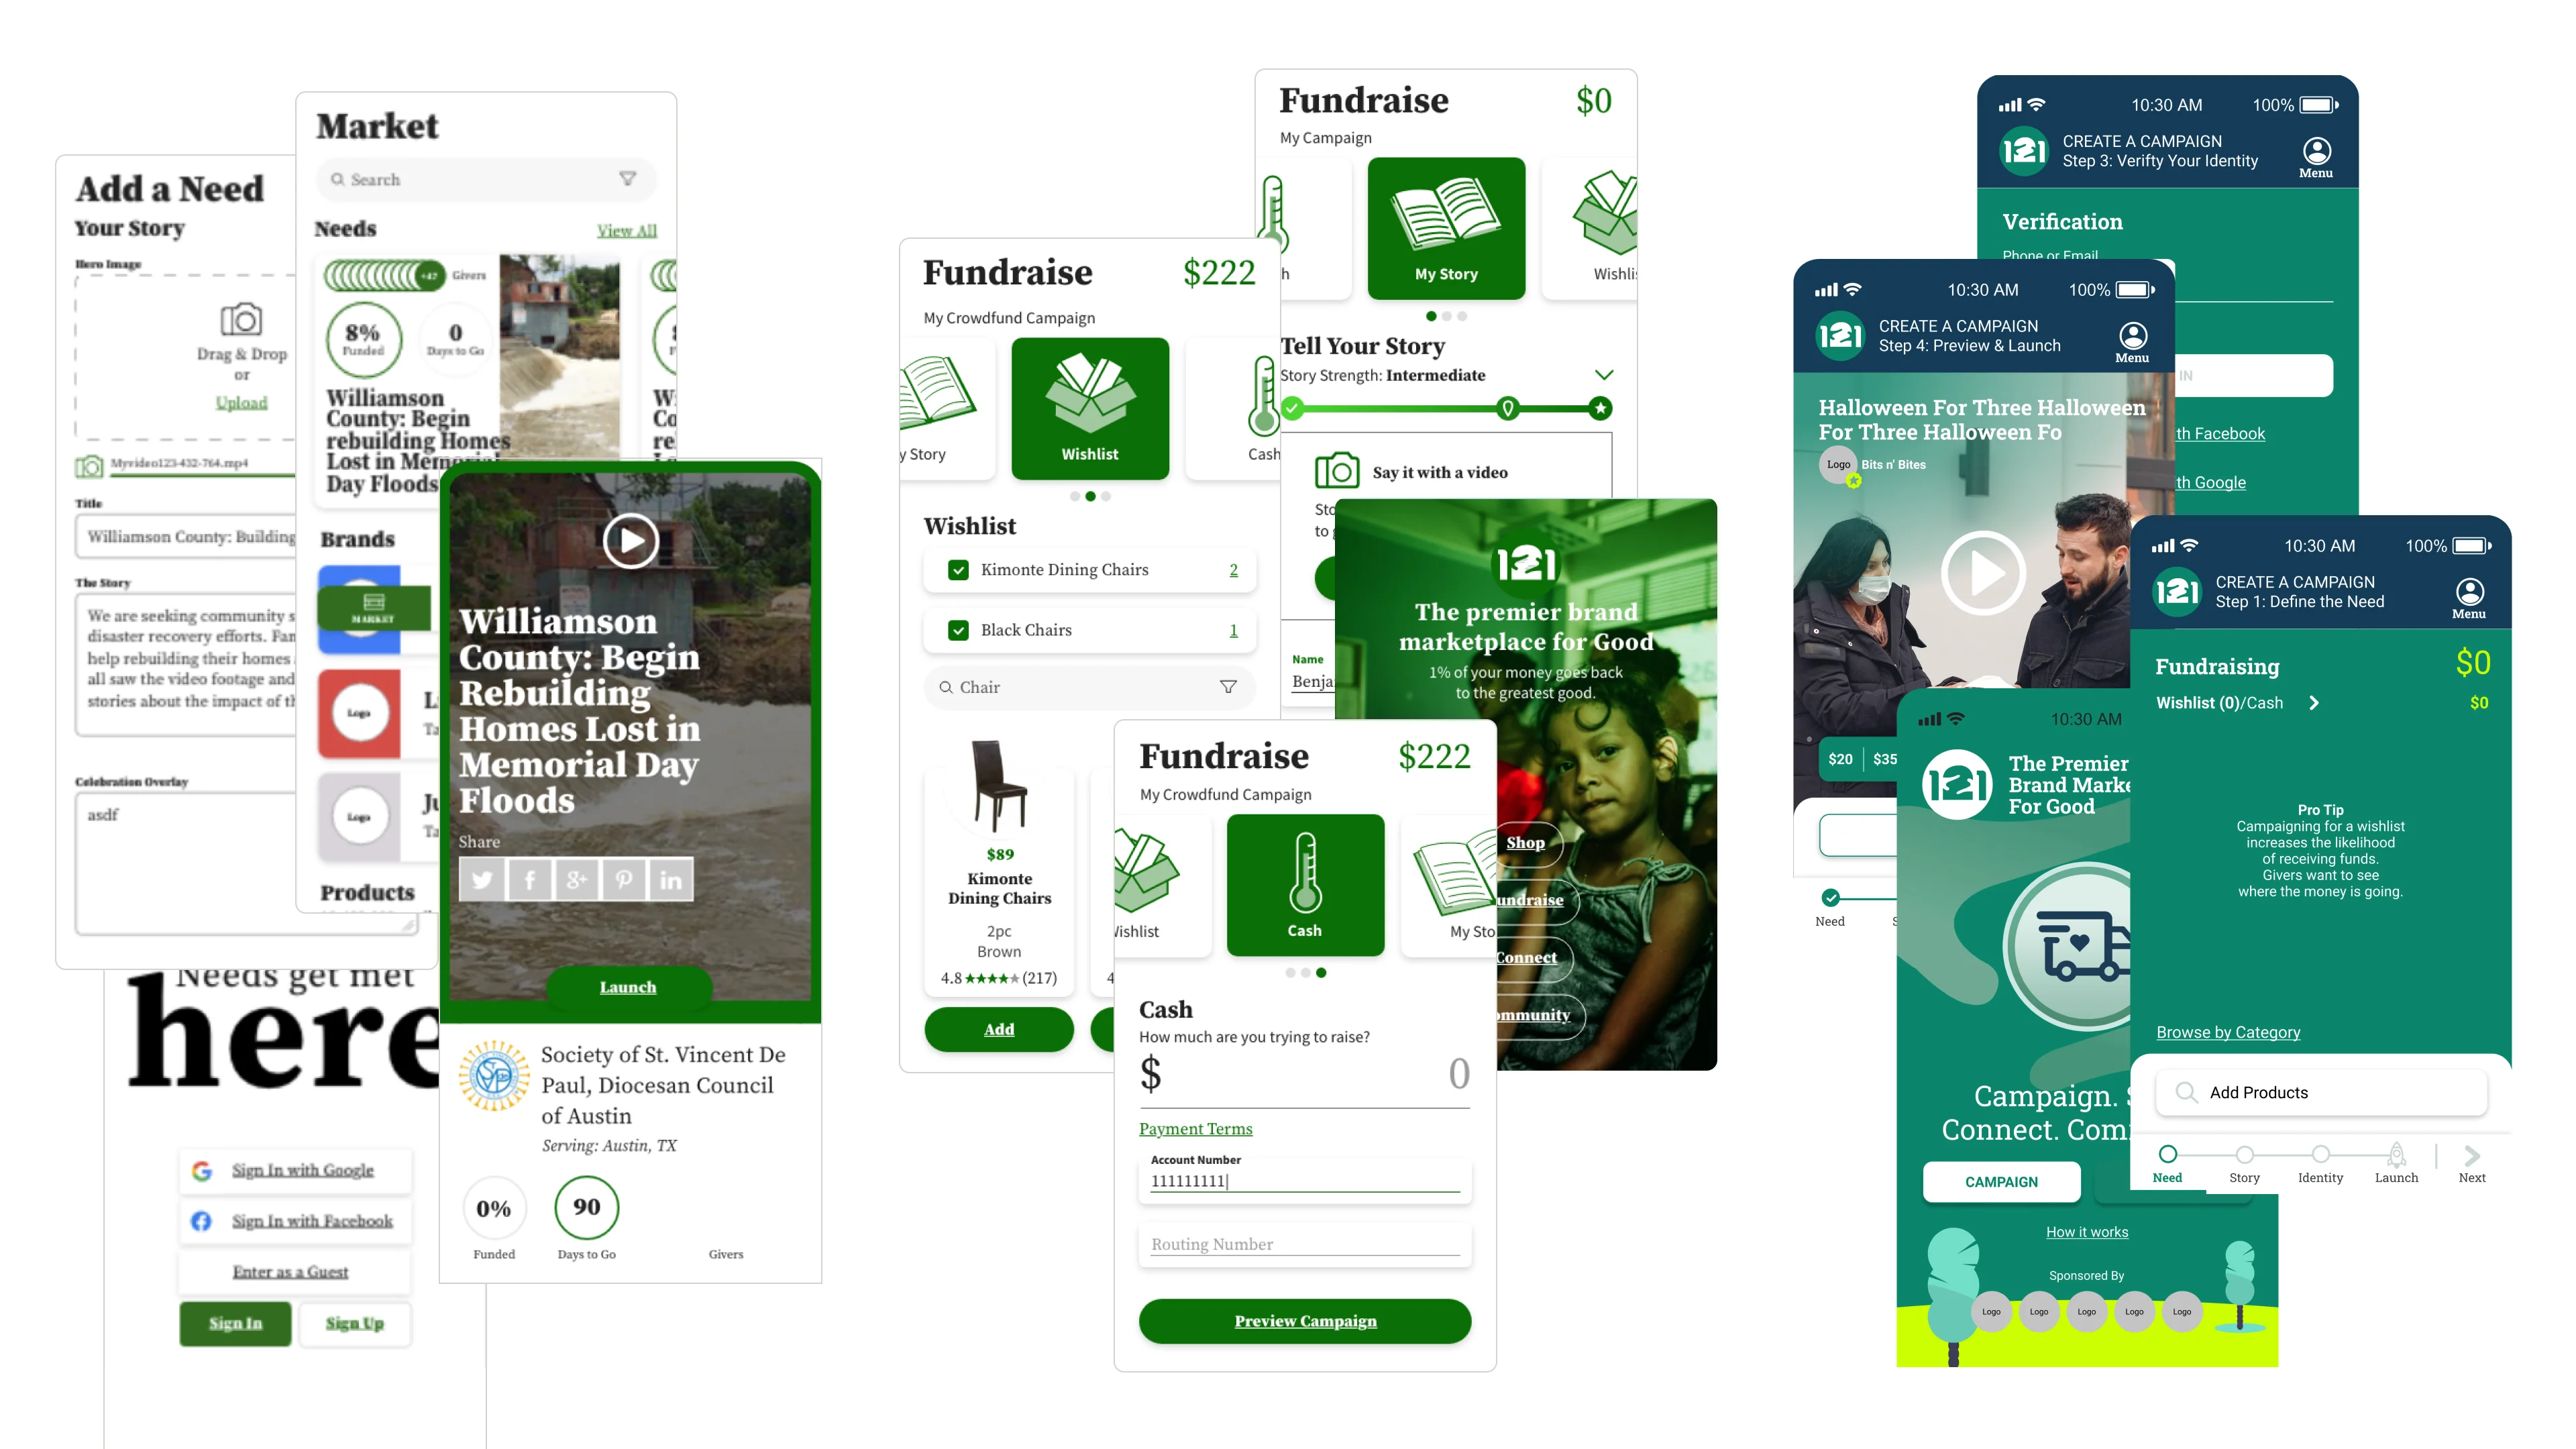 Add a Need
Your Story
Hero Image
Drag & Drop
or
Upload
Myvideo123-432-764.mp4
Title
Williamson County: Building
The Story
We are seeking community s
disaster recovery efforts. Fan
help rebuilding their homes
all saw the video footage and
stories about the impact of th
Celebration Overlay
asdf
Needs get met
here
Sign In with Google
Sign In with Facebook
Enter as a Guest
Sign In
Sign Up
Market
Search
Needs
View All
+47
Givers
8%
Funded
0
Days to Go
Williamson
County: Begin
rebuilding Homes
Lost in Memorial
Day Floods
W
Co
re
Brands
MARKET
Logo
Logo
Products
Williamson
County: Begin
Rebuilding
Homes Lost in
Memorial Day
Floods
Share
Launch
Society of St. Vincent De
Paul, Diocesan Council
of Austin
Serving: Austin, TX
0%
Funded
90
Days to Go
Givers
Fundraise
$222
My Crowdfund Campaign
y Story
Wishlist
Cash
Wishlist
Kimonte Dining Chairs
2
Black Chairs
1
Chair
$89
Kimonte
Dining Chairs
2pc
Brown
4.8
(217)
4
Add
Fundraise
$0
My Campaign
h
My Story
Wishlis
Tell Your Story
Story Strength: Intermediate
Say it with a video
Sto
to g
Name
Benja
121
The premier brand
marketplace for Good
1% of your money goes back
to the greatest good.
Shop
undraise
Connect
mmunity
Fundraise
$222
My Crowdfund Campaign
Wishlist
Cash
My Sto
Cash
How much are you trying to raise?
$
0
Payment Terms
Account Number
111111111
Routing Number
Preview Campaign
10:30 AM
100%
121
CREATE A CAMPAIGN
Step 3: Verifty Your Identity
Menu
Verification
Phone or Email
IN
th Facebook
th Google
10:30 AM
100%
121
CREATE A CAMPAIGN
Step 4: Preview & Launch
Menu
Halloween For Three Halloween
For Three Halloween Fo
Logo
Bits n' Bites
$20
$35
Need
S
10:30 AM
121
The Premier
Brand Marke
For Good
Campaign. S
Connect. Com
CAMPAIGN
How it works
Sponsored By
Logo
Logo
Logo
Logo
Logo
10:30 AM
100%
121
CREATE A CAMPAIGN
Step 1: Define the Need
Menu
Fundraising
$0
Wishlist (0)/Cash
$0
Pro Tip
Campaigning for a wishlist
increases the likelihood
of receiving funds.
Givers want to see
where the money is going.
Browse by Category
Add Products
Need
Story
Identity
Launch
Next